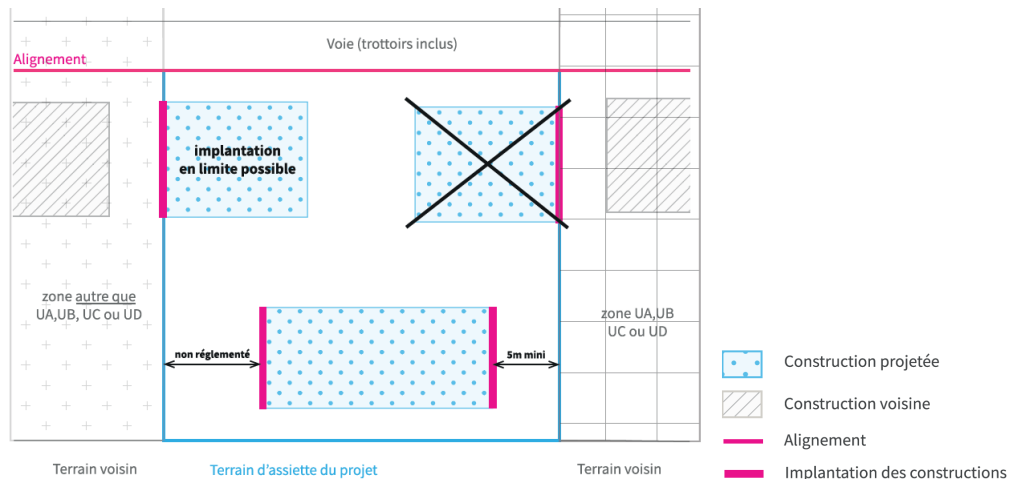 Voie (trottoirs inclus)
Alignement
implantation
en limite possible
zone autre que
UA,UB, UC ou UD
zone UA,UB
UC ou UD
non réglementé
5m mini
Terrain voisin
Terrain d'assiette du projet
Terrain voisin
Construction projetée
Construction voisine
Alignement
Implantation des constructions